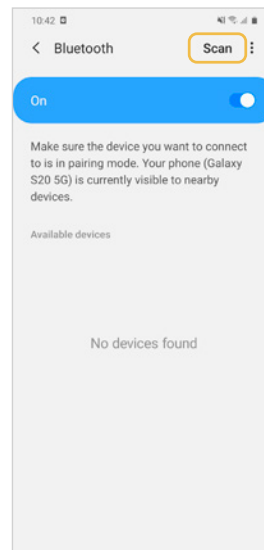 10:42
Bluetooth
Scan
On
Make sure the device you want to connect
to is in pairing mode. Your phone (Galaxy
S20 5G) is currently visible to nearby
devices.
Available devices
No devices found